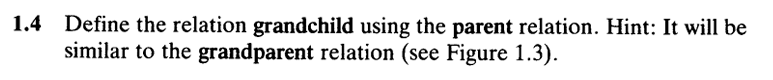 1.4 Define the relation grandchild using the parent relation. Hint: It will be
similar to the grandparent relation (see Figure 1.3).